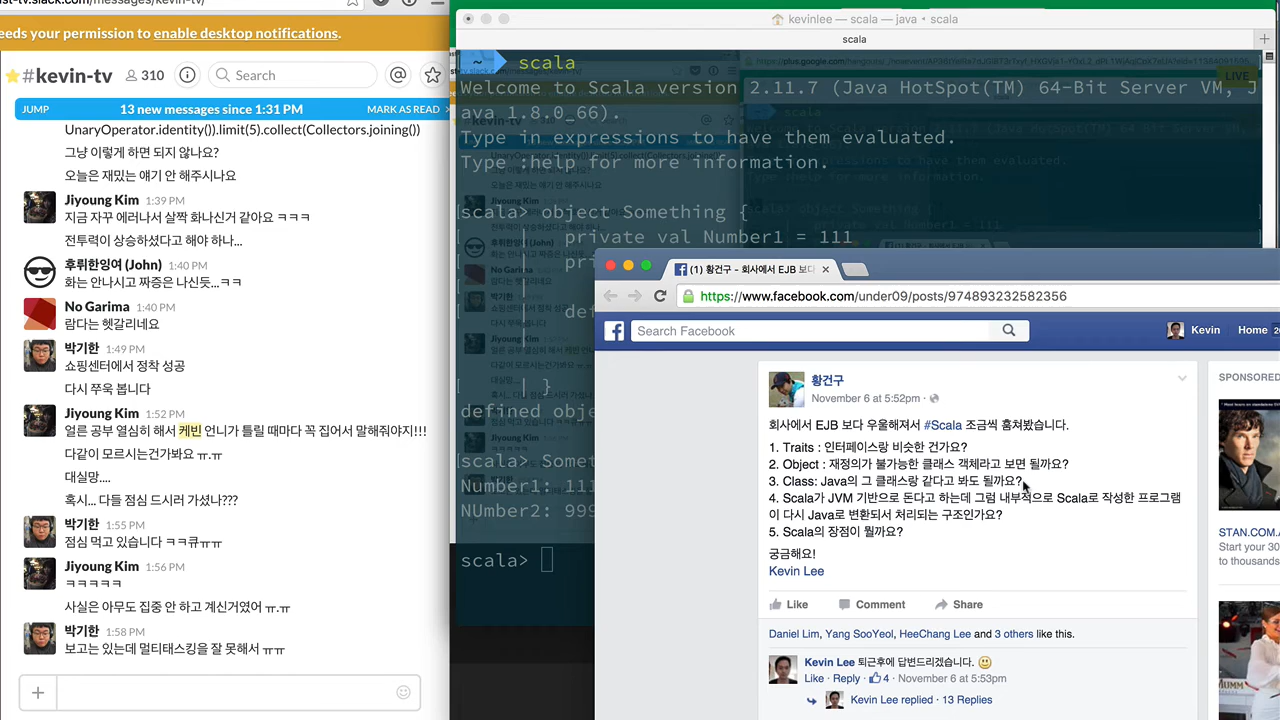 st-tv.slack.com/messages/kevin-tv/
eeds your permission to enable desktop notifications.
#kevin-tv
310
Search
JUMP
13 new messages since 1:31 PM
MARK AS READ
UnaryOperator.identity()).limit(5).collect(Collectors.joining())
그냥 이렇게 하면 되지 않나요?
오늘은 재밌는 얘기 안 해주시나요
Jiyoung Kim 1:39 PM
지금 자꾸 에러나서 살짝 화나신거 같아요 ㅋㅋㅋ
전투력이 상승하셨다고 해야 하나...
후뤼한잉여 (John) 1:40 PM
화는 안나시고 짜증은 나신듯...ㅋㅋ
No Garima 1:40 PM
람다는 헷갈리네요
박기한 1:49 PM
쇼핑센터에서 정착 성공
다시 쭈욱 봅니다
Jiyoung Kim 1:52 PM
얼른 공부 열심히 해서 케빈 언니가 틀릴 때마다 꼭 집어서 말해줘야지!!!
다같이 모르시는건가봐요 ㅠ.ㅠ
대실망....
혹시... 다들 점심 드시러 가셨나???
박기한 1:55 PM
점심 먹고 있습니다 ㅋㅋ큐ㅠㅠ
Jiyoung Kim 1:56 PM
ㅋㅋㅋㅋㅋ
사실은 아무도 집중 안 하고 계신거였어 ㅠ.ㅠ
박기한 1:58 PM
보고는 있는데 멀티태스킹을 잘 못해서 ㅠㅠ
kevinlee — scala — java ◂ scala
scala
~ scala
Welcome to Scala version 2.11.7 (Java HotSpot(TM) 64-Bit Server VM, J
ava 1.8.0_66).
Type in expressions to have them evaluated.
Type :help for more information.
scala> object Something {
| private val Number1 = 111
| pri
|
| def
|
|
| }
defined obje
scala> Somet
Number1: 111
NUmber2: 999
scala>
LIVE
(1) 황건구 - 회사에서 EJB 보다
https://www.facebook.com/under09/posts/974893232582356
Search Facebook
Kevin
Home
황건구
November 6 at 5:52pm
회사에서 EJB 보다 우울해져서 #Scala 조금씩 훔쳐봤습니다.
1. Traits : 인터페이스랑 비슷한 건가요?
2. Object : 재정의가 불가능한 클래스 객체라고 보면 될까요?
3. Class: Java의 그 클래스랑 같다고 봐도 될까요?
4. Scala가 JVM 기반으로 돈다고 하는데 그럼 내부적으로 Scala로 작성한 프로그램
이 다시 Java로 변환되서 처리되는 구조인가요?
5. Scala의 장점이 뭘까요?
궁금해요!
Kevin Lee
Like
Comment
Share
Daniel Lim, Yang SooYeol, HeeChang Lee and 3 others like this.
Kevin Lee 퇴근후에 답변드리겠습니다.
Like · Reply · 4 · November 6 at 5:53pm
Kevin Lee replied · 13 Replies
SPONSORED
STAN.COM.A
Start your 30
to thousands